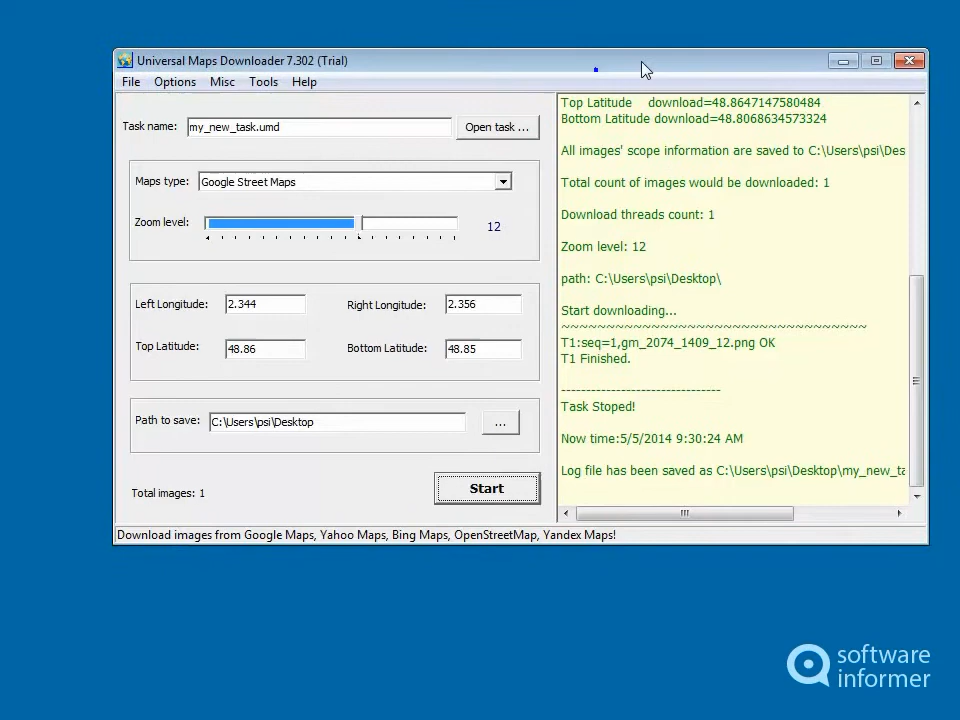 Universal Maps Downloader 7.302 (Trial)
File Options Misc Tools Help
Task name: my_new_task.umd Open task ...
Maps type: Google Street Maps
Zoom level: 12
Left Longitude: 2.344 Right Longitude: 2.356
Top Latitude: 48.86 Bottom Latitude: 48.85
Path to save: C:\Users\psi\Desktop ...
Total images: 1 Start
Top Latitude download=48.8647147580484
Bottom Latitude download=48.8068634573324
All images' scope information are saved to C:\Users\psi\Des
Total count of images would be downloaded: 1
Download threads count: 1
Zoom level: 12
path: C:\Users\psi\Desktop\
Start downloading...
~~~~~~~~~~~~~~~~~~~~~~~~~~~~~~~~~~
T1:seq=1,gm_2074_1409_12.png OK
T1 Finished.
--------------------------------
Task Stoped!
Now time:5/5/2014 9:30:24 AM
Log file has been saved as C:\Users\psi\Desktop\my_new_ta
Download images from Google Maps, Yahoo Maps, Bing Maps, OpenStreetMap, Yandex Maps!
software
informer